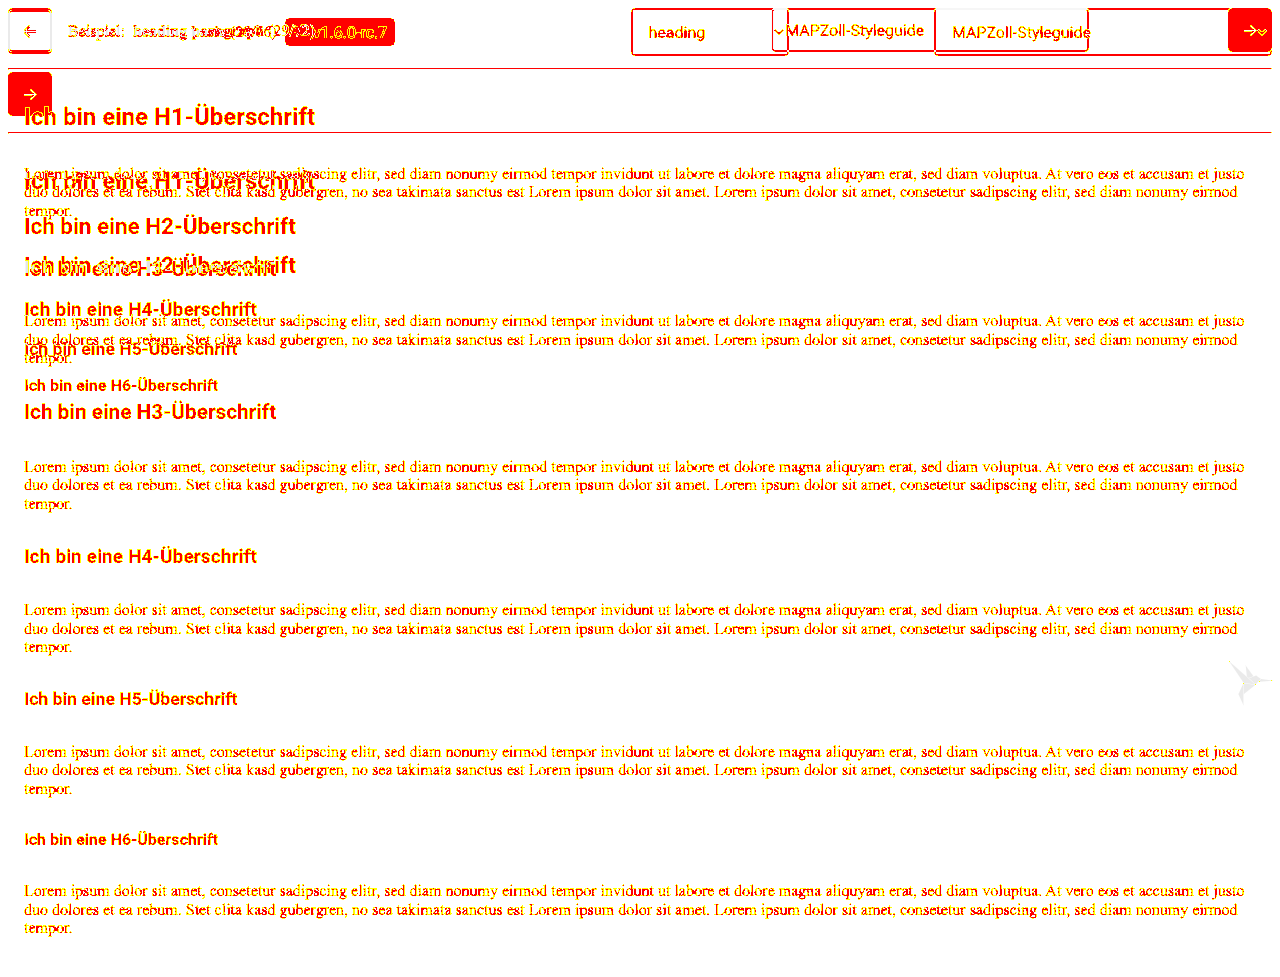 Beispiel: heading v1.6.0-rc.7
heading
MAPZoll-Styleguide
MAPZoll-Styleguide
Ich bin eine H1-Überschrift
Lorem ipsum dolor sit amet, consetetur sadipscing elitr, sed diam nonumy eirmod tempor invidunt ut labore et dolore magna aliquyam erat, sed diam voluptua. At vero eos et accusam et justo
Ich bin eine H1-Überschrift
duo dolores et ea rebum. Stet clita kasd gubergren, no sea takimata sanctus est Lorem ipsum dolor sit amet. Lorem ipsum dolor sit amet, consetetur sadipscing elitr, sed diam nonumy eirmod
tempor.
Ich bin eine H2-Überschrift
Ich bin eine H2-Überschrift
Ich bin eine H3-Überschrift
Ich bin eine H4-Überschrift
Lorem ipsum dolor sit amet, consetetur sadipscing elitr, sed diam nonumy eirmod tempor invidunt ut labore et dolore magna aliquyam erat, sed diam voluptua. At vero eos et accusam et justo
duo dolores et ea rebum. Stet clita kasd gubergren, no sea takimata sanctus est Lorem ipsum dolor sit amet. Lorem ipsum dolor sit amet, consetetur sadipscing elitr, sed diam nonumy eirmod
Ich bin eine H5-Überschrift
tempor.
Ich bin eine H6-Überschrift
Ich bin eine H3-Überschrift
Lorem ipsum dolor sit amet, consetetur sadipscing elitr, sed diam nonumy eirmod tempor invidunt ut labore et dolore magna aliquyam erat, sed diam voluptua. At vero eos et accusam et justo
duo dolores et ea rebum. Stet clita kasd gubergren, no sea takimata sanctus est Lorem ipsum dolor sit amet. Lorem ipsum dolor sit amet, consetetur sadipscing elitr, sed diam nonumy eirmod
tempor.
Ich bin eine H4-Überschrift
Lorem ipsum dolor sit amet, consetetur sadipscing elitr, sed diam nonumy eirmod tempor invidunt ut labore et dolore magna aliquyam erat, sed diam voluptua. At vero eos et accusam et justo
duo dolores et ea rebum. Stet clita kasd gubergren, no sea takimata sanctus est Lorem ipsum dolor sit amet. Lorem ipsum dolor sit amet, consetetur sadipscing elitr, sed diam nonumy eirmod
tempor.
Ich bin eine H5-Überschrift
Lorem ipsum dolor sit amet, consetetur sadipscing elitr, sed diam nonumy eirmod tempor invidunt ut labore et dolore magna aliquyam erat, sed diam voluptua. At vero eos et accusam et justo
duo dolores et ea rebum. Stet clita kasd gubergren, no sea takimata sanctus est Lorem ipsum dolor sit amet. Lorem ipsum dolor sit amet, consetetur sadipscing elitr, sed diam nonumy eirmod
tempor.
Ich bin eine H6-Überschrift
Lorem ipsum dolor sit amet, consetetur sadipscing elitr, sed diam nonumy eirmod tempor invidunt ut labore et dolore magna aliquyam erat, sed diam voluptua. At vero eos et accusam et justo
duo dolores et ea rebum. Stet clita kasd gubergren, no sea takimata sanctus est Lorem ipsum dolor sit amet. Lorem ipsum dolor sit amet, consetetur sadipscing elitr, sed diam nonumy eirmod
tempor.